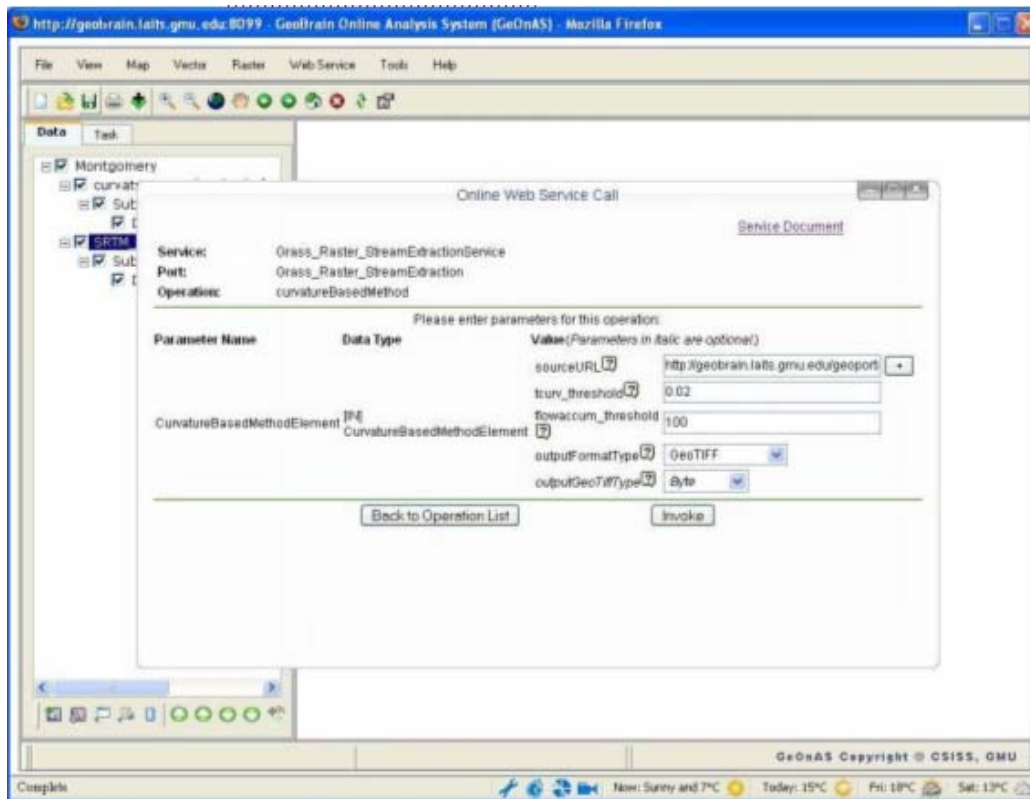 http://geobrain.laits.gmu.edu:8099 - GeoBrain Online Analysis System (GeOnAS) - Mozilla Firefox
File View Map Vector Raster Web Service Tools Help
Data Task
Montgomery
curvat
Sub
SRTM_
Sub
Online Web Service Call
Service Document
Service: Grass_Raster_StreamExtractionService
Port: Grass_Raster_StreamExtraction
Operation: curvatureBasedMethod
Please enter parameters for this operation:
Parameter Name Data Type Value(Parameters in italic are optional)
sourceURL[?] http://geobrain.laits.gmu.edu/geoport +
tcurv_threshold[?] 0.02
CurvatureBasedMethodElement [IN] CurvatureBasedMethodElement flowaccum_threshold [?] 100
outputFormatType[?] GeoTIFF
outputGeoTiffType[?] Byte
Back to Operation List Invoke
GeOnAS Copyright © CSISS, GMU
Complete Now: Sunny and 7°C Today: 15°C Fri: 18°C Sat: 13°C